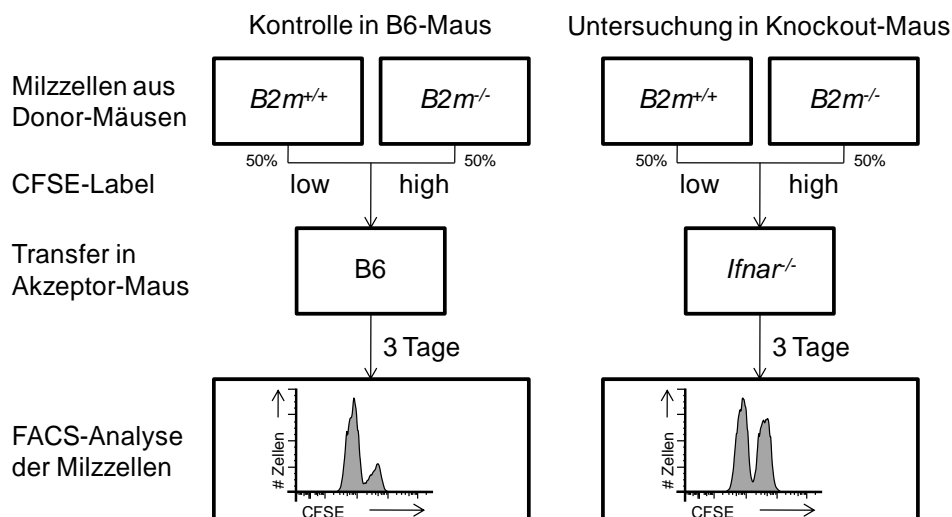 Kontrolle in B6-Maus
Untersuchung in Knockout-Maus
Milzzellen aus
Donor-Mäusen
B2m+/+
B2m-/-
B2m+/+
B2m-/-
50%
50%
50%
50%
CFSE-Label
low
high
low
high
Transfer in
Akzeptor-Maus
B6
Ifnar-/-
3 Tage
3 Tage
FACS-Analyse
der Milzzellen
# Zellen
CFSE
# Zellen
CFSE